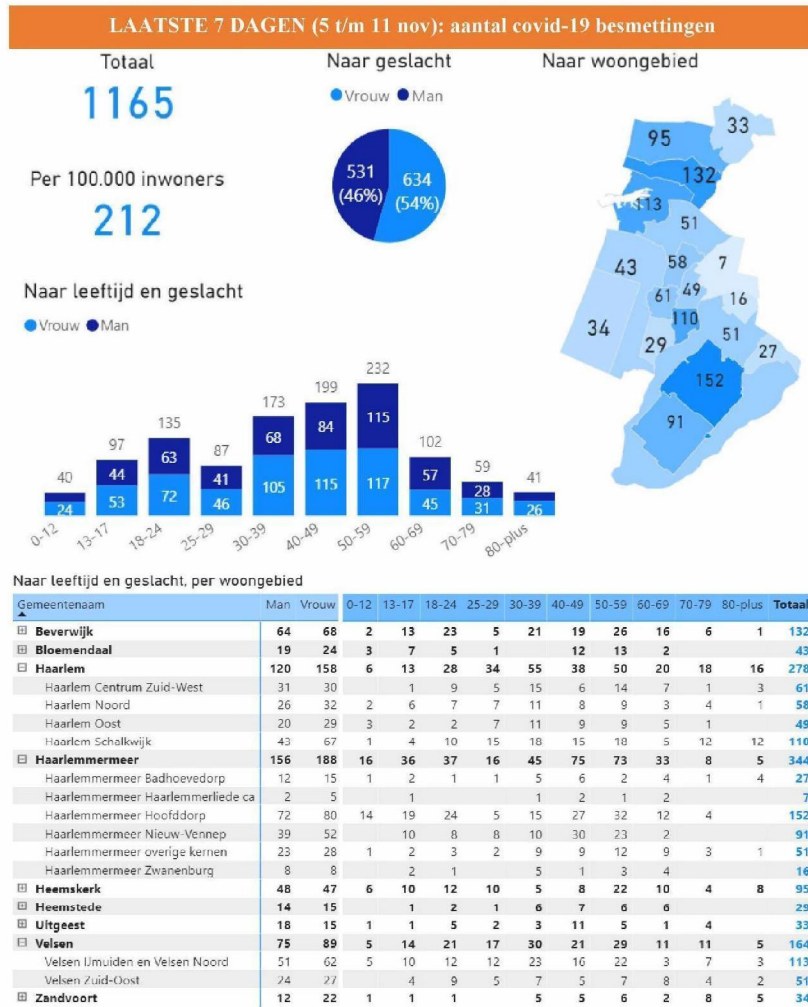 LAATSTE 7 DAGEN (5 t/m 11 nov): aantal covid-19 besmettingen
Totaal
1165
Per 100.000 inwoners
212
Naar geslacht
Vrouw Man
531
(46%)
634
(54%)
Naar woongebied
33
95
132
113
51
43
58
7
61
49
16
34
110
29
51
27
152
91
Naar leeftijd en geslacht
Vrouw Man
40
24
97
44
53
135
63
72
87
41
46
173
68
105
199
84
115
232
115
117
102
57
45
59
28
31
41
26
0-12 13-17 18-24 25-29 30-39 40-49 50-59 60-69 70-79 80-plus
Naar leeftijd en geslacht, per woongebied
Gemeentenaam Man Vrouw 0-12 13-17 18-24 25-29 30-39 40-49 50-59 60-69 70-79 80-plus Totaal
Beverwijk 64 68 2 13 23 5 21 19 26 16 6 1 132
Bloemendaal 19 24 3 7 5 1 12 13 2 43
Haarlem 120 158 6 13 28 34 55 38 50 20 18 16 278
Haarlem Centrum Zuid-West 31 30 1 9 5 15 6 14 7 1 3 61
Haarlem Noord 26 32 2 6 7 7 11 8 9 3 4 1 58
Haarlem Oost 20 29 3 2 2 7 11 9 9 5 1 49
Haarlem Schalkwijk 43 67 1 4 10 15 18 15 18 5 12 12 110
Haarlemmermeer 156 188 16 36 37 16 45 75 73 33 8 5 344
Haarlemmermeer Badhoevedorp 12 15 1 2 1 1 5 6 2 4 1 4 27
Haarlemmermeer Haarlemmerliede ca 2 5 1 1 2 1 2 7
Haarlemmermeer Hoofddorp 72 80 14 19 24 5 15 27 32 12 4 152
Haarlemmermeer Nieuw-Vennep 39 52 10 8 8 10 30 23 2 91
Haarlemmermeer overige kernen 23 28 1 2 3 2 9 9 12 9 3 1 51
Haarlemmermeer Zwanenburg 8 8 2 1 5 1 3 4 16
Heemskerk 48 47 6 10 12 10 5 8 22 10 4 8 95
Heemstede 14 15 1 2 1 6 7 6 6 29
Uitgeest 18 15 1 1 5 2 3 11 5 1 4 33
Velsen 75 89 5 14 21 17 30 21 29 11 11 5 164
Velsen IJmuiden en Velsen Noord 51 62 5 10 12 12 23 16 22 3 7 3 113
Velsen Zuid-Oost 24 27 4 9 5 7 5 7 8 4 2 51
Zandvoort 12 22 1 1 1 5 5 6 2 8 4 34